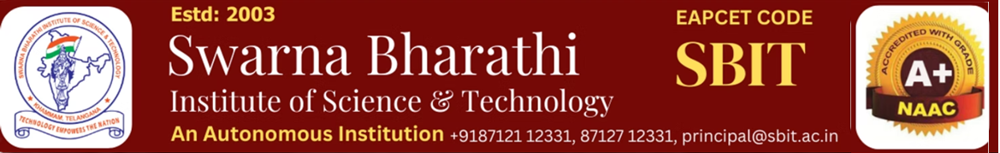 SWARNA BHARATHI INSTITUTE OF SCIENCE & TECHNOLOGY
★ KHAMMAM, TELANGANA ★
TECHNOLOGY EMPOWERS THE NATION
Estd: 2003
Swarna Bharathi
Institute of Science & Technology
An Autonomous Institution +9187121 12331, 87127 12331, principal@sbit.ac.in
EAPCET CODE
SBIT
ACCREDITED WITH GRADE
A+
NAAC